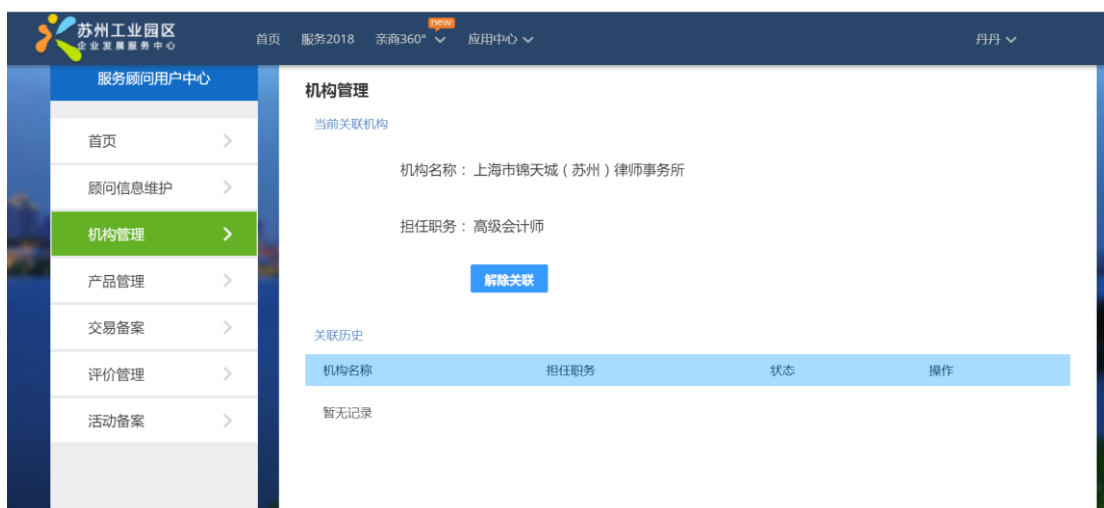 苏州工业园区
企业发展服务中心
首页 服务2018 亲商360° new 应用中心 丹丹
服务顾问用户中心
首页
顾问信息维护
机构管理
产品管理
交易备案
评价管理
活动备案
机构管理
当前关联机构
机构名称：上海市锦天城（苏州）律师事务所
担任职务：高级会计师
解除关联
关联历史
机构名称 担任职务 状态 操作
暂无记录